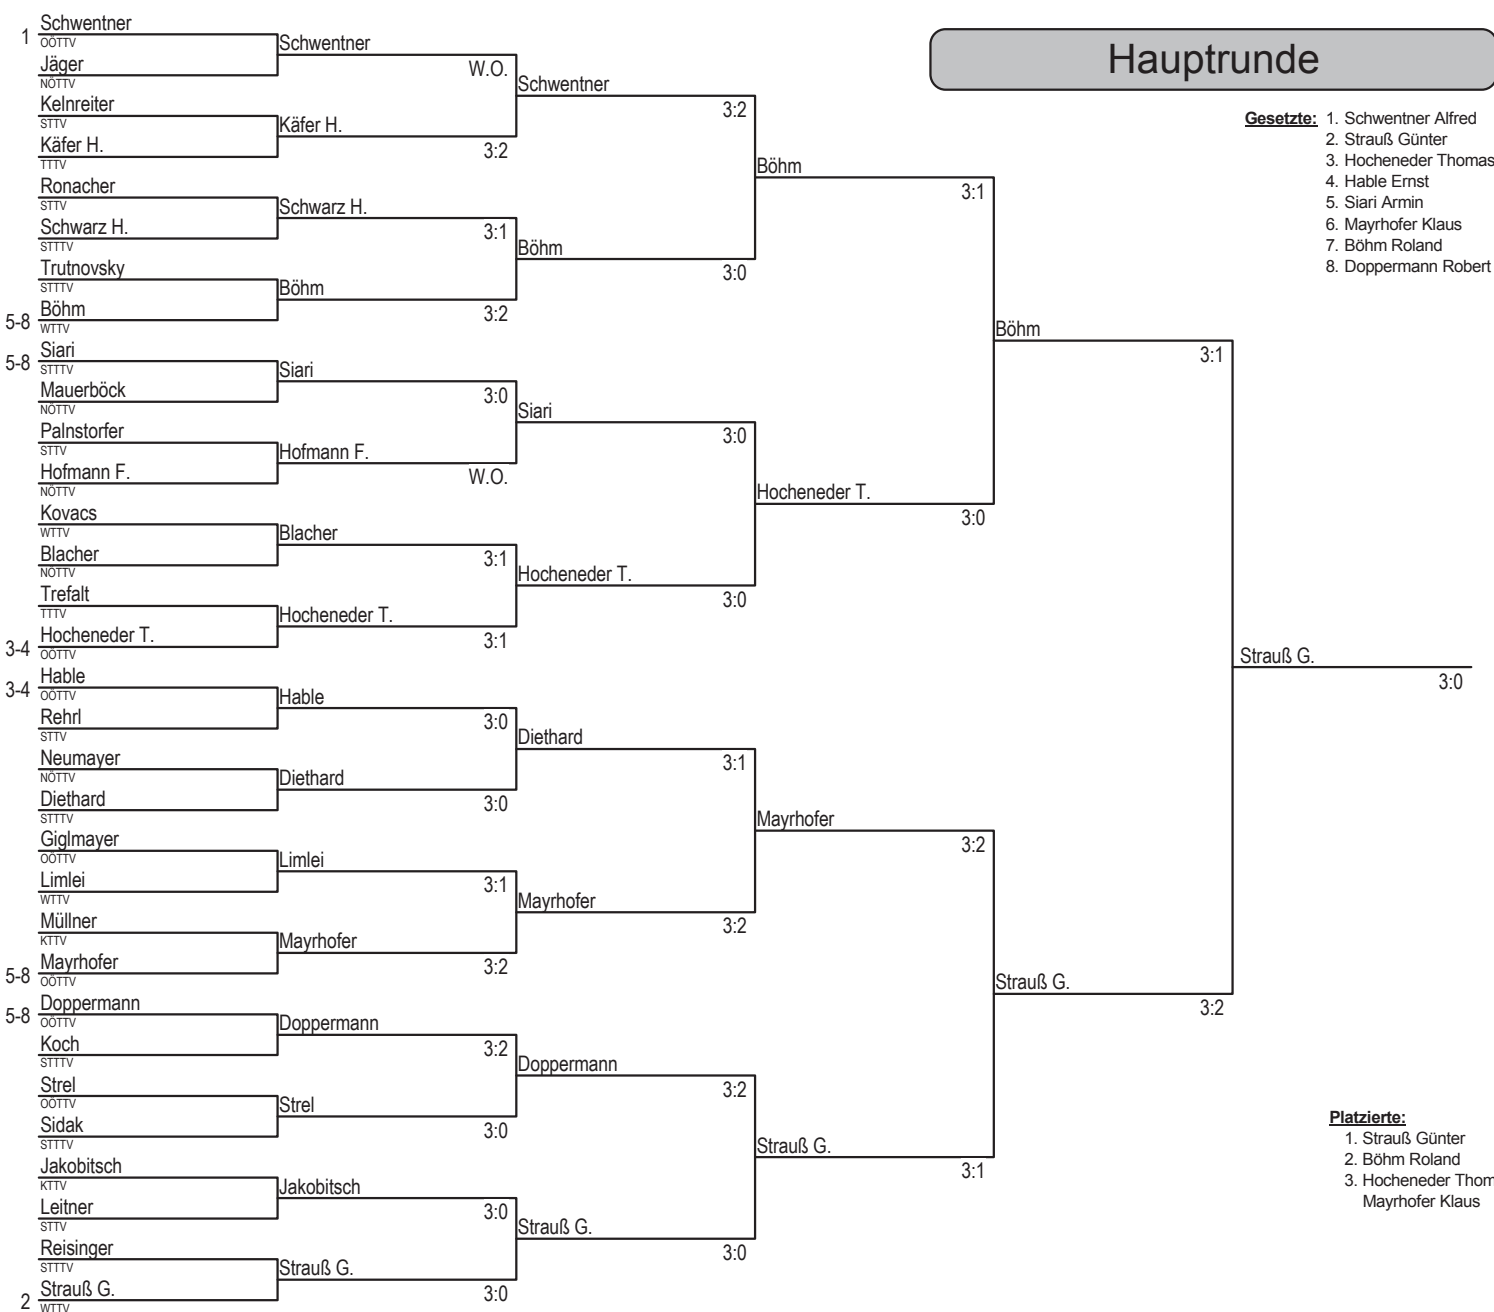 Hauptrunde
Gesetzte: 1. Schwentner Alfred
2. Strauß Günter
3. Hocheneder Thomas
4. Hable Ernst
5. Siari Armin
6. Mayrhofer Klaus
7. Böhm Roland
8. Doppermann Robert
1 Schwentner
OÖTTV
Jäger
NÖTTV
Kelnreiter
STTV
Käfer H.
TTTV
Ronacher
STTV
Schwarz H.
STTTV
Trutnovsky
STTTV
5-8 Böhm
WTTV
5-8 Siari
STTTV
Mauerböck
NÖTTV
Palnstorfer
STTV
Hofmann F.
NÖTTV
Kovacs
WTTV
Blacher
NÖTTV
Trefalt
TTTV
3-4 Hocheneder T.
OÖTTV
3-4 Hable
OÖTTV
Rehrl
STTV
Neumayer
NÖTTV
Diethard
STTTV
Giglmayer
OÖTTV
Limlei
WTTV
Müllner
KTTV
5-8 Mayrhofer
OÖTTV
5-8 Doppermann
OÖTTV
Koch
STTTV
Strel
OÖTTV
Sidak
STTTV
Jakobitsch
KTTV
Leitner
STTV
Reisinger
STTTV
2 Strauß G.
WTTV
Schwentner
W.O.
Käfer H.
3:2
Schwarz H.
3:1
Böhm
3:2
Siari
3:0
Hofmann F.
W.O.
Blacher
3:1
Hocheneder T.
3:1
Hable
3:0
Diethard
3:0
Limlei
3:1
Mayrhofer
3:2
Doppermann
3:2
Strel
3:0
Jakobitsch
3:0
Strauß G.
3:0
Schwentner
3:2
Böhm
3:0
Siari
3:0
Hocheneder T.
3:0
Diethard
3:1
Mayrhofer
3:2
Doppermann
3:2
Strauß G.
3:0
Böhm
3:1
Hocheneder T.
3:0
Mayrhofer
3:2
Strauß G.
3:1
Böhm
3:1
Strauß G.
3:2
Strauß G.
3:0
Platzierte:
1. Strauß Günter
2. Böhm Roland
3. Hocheneder Thom
Mayrhofer Klaus